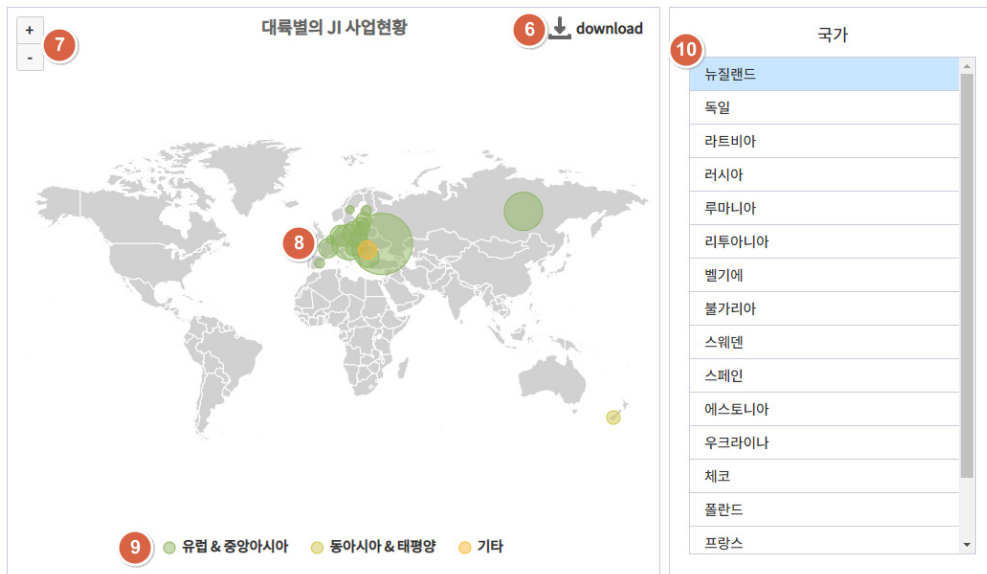 +
-
7
대륙별의 JI 사업현황
6
download
8
9
유럽 & 중앙아시아
동아시아 & 태평양
기타
국가
10
뉴질랜드
독일
라트비아
러시아
루마니아
리투아니아
벨기에
불가리아
스웨덴
스페인
에스토니아
우크라이나
체코
폴란드
프랑스